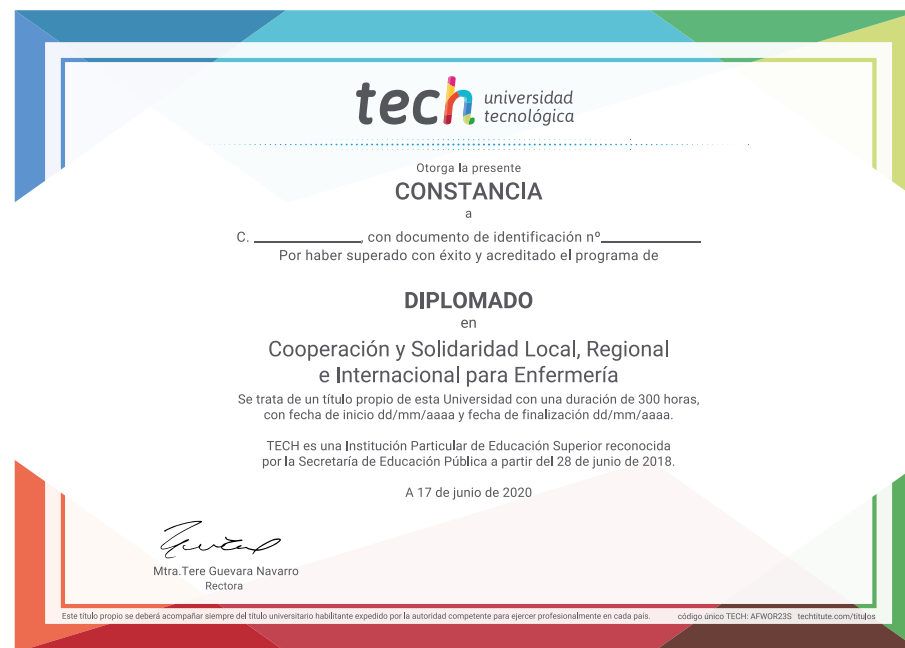 tech universidad
tecnológica
Otorga la presente
CONSTANCIA
a
C. ____________, con documento de identificación nº___________
Por haber superado con éxito y acreditado el programa de
DIPLOMADO
en
Cooperación y Solidaridad Local, Regional
e Internacional para Enfermería
Se trata de un título propio de esta Universidad con una duración de 300 horas,
con fecha de inicio dd/mm/aaaa y fecha de finalización dd/mm/aaaa.
TECH es una Institución Particular de Educación Superior reconocida
por la Secretaría de Educación Pública a partir del 28 de junio de 2018.
A 17 de junio de 2020
Mtra.Tere Guevara Navarro
Rectora
Este título propio se deberá acompañar siempre del título universitario habilitante expedido por la autoridad competente para ejercer profesionalmente en cada país. código único TECH: AFWOR23S techtitute.com/titulos